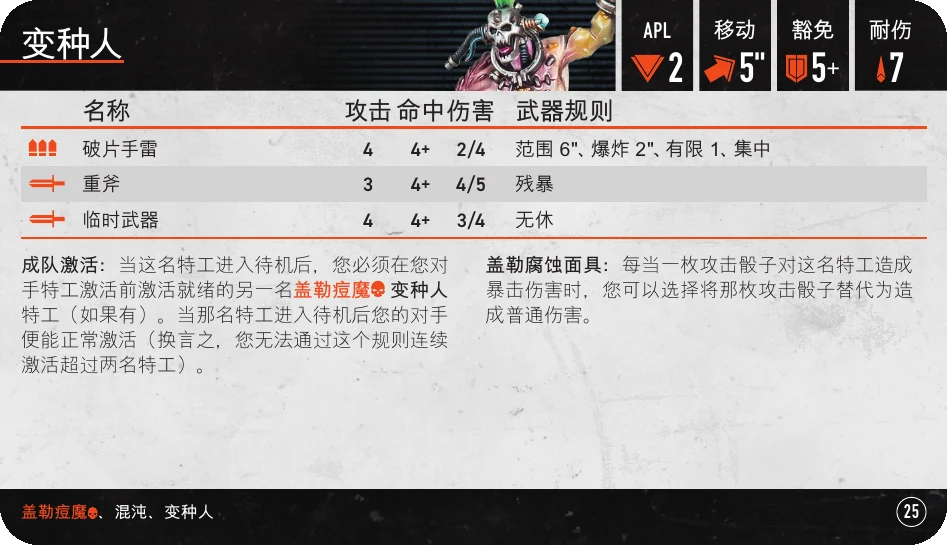 变种人
APL 移动 豁免 耐伤
2 5" 5+ 7
名称 攻击 命中 伤害 武器规则
破片手雷 4 4+ 2/4 范围 6"、爆炸 2"、有限 1、集中
重斧 3 4+ 4/5 残暴
临时武器 4 4+ 3/4 无休
成队激活：当这名特工进入待机后，您必须在您对
手特工激活前激活就绪的另一名盖勒痘魔 变种人
特工（如果有）。当那名特工进入待机后您的对手
便能正常激活（换言之，您无法通过这个规则连续
激活超过两名特工）。
盖勒腐蚀面具：每当一枚攻击骰子对这名特工造成
暴击伤害时，您可以选择将那枚攻击骰子替代为造
成普通伤害。
盖勒痘魔、混沌、变种人
25